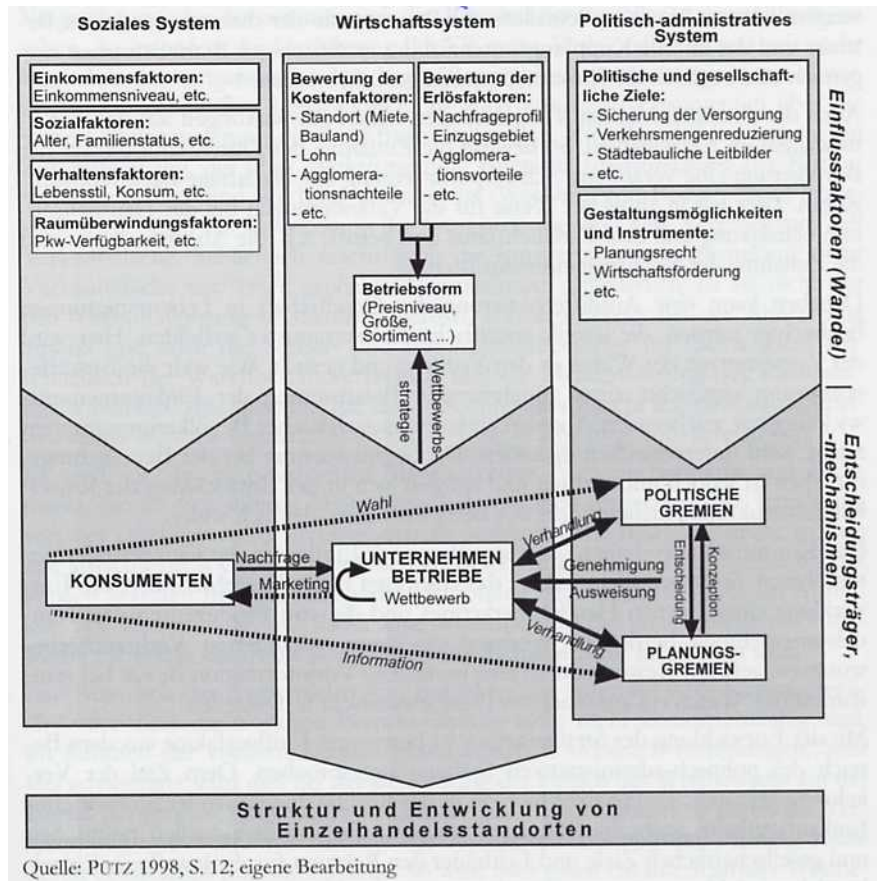 Soziales System
Wirtschaftssystem
Politisch-administratives
System
Einkommensfaktoren:
Einkommensniveau, etc.
Sozialfaktoren:
Alter, Familienstatus, etc.
Verhaltensfaktoren:
Lebensstil, Konsum, etc.
Raumüberwindungsfaktoren:
Pkw-Verfügbarkeit, etc.
Bewertung der
Kostenfaktoren:
- Standort (Miete,
Bauland)
- Lohn
- Agglomera-
tionsnachteile
- etc.
Bewertung der
Erlösfaktoren:
- Nachfrageprofil
- Einzugsgebiet
- Agglomera-
tionsvorteile
- etc.
Betriebsform
(Preisniveau,
Größe,
Sortiment ...)
Wettbewerbs-
strategie
Politische und gesellschaft-
liche Ziele:
- Sicherung der Versorgung
- Verkehrsmengenreduzierung
- Städtebauliche Leitbilder
- etc.
Gestaltungsmöglichkeiten
und Instrumente:
- Planungsrecht
- Wirtschaftsförderung
- etc.
Einflussfaktoren (Wandel)
Entscheidungsträger,
-mechanismen
Wahl
POLITISCHE
GREMIEN
Verhandlung
KONSUMENTEN
Nachfrage
Marketing
UNTERNEHMEN
BETRIEBE
Wettbewerb
Genehmigung
Ausweisung
Entscheidung
Konzeption
Verhandlung
Information
PLANUNGS-
GREMIEN
Struktur und Entwicklung von
Einzelhandelsstandorten
Quelle: PÜTZ 1998, S. 12; eigene Bearbeitung